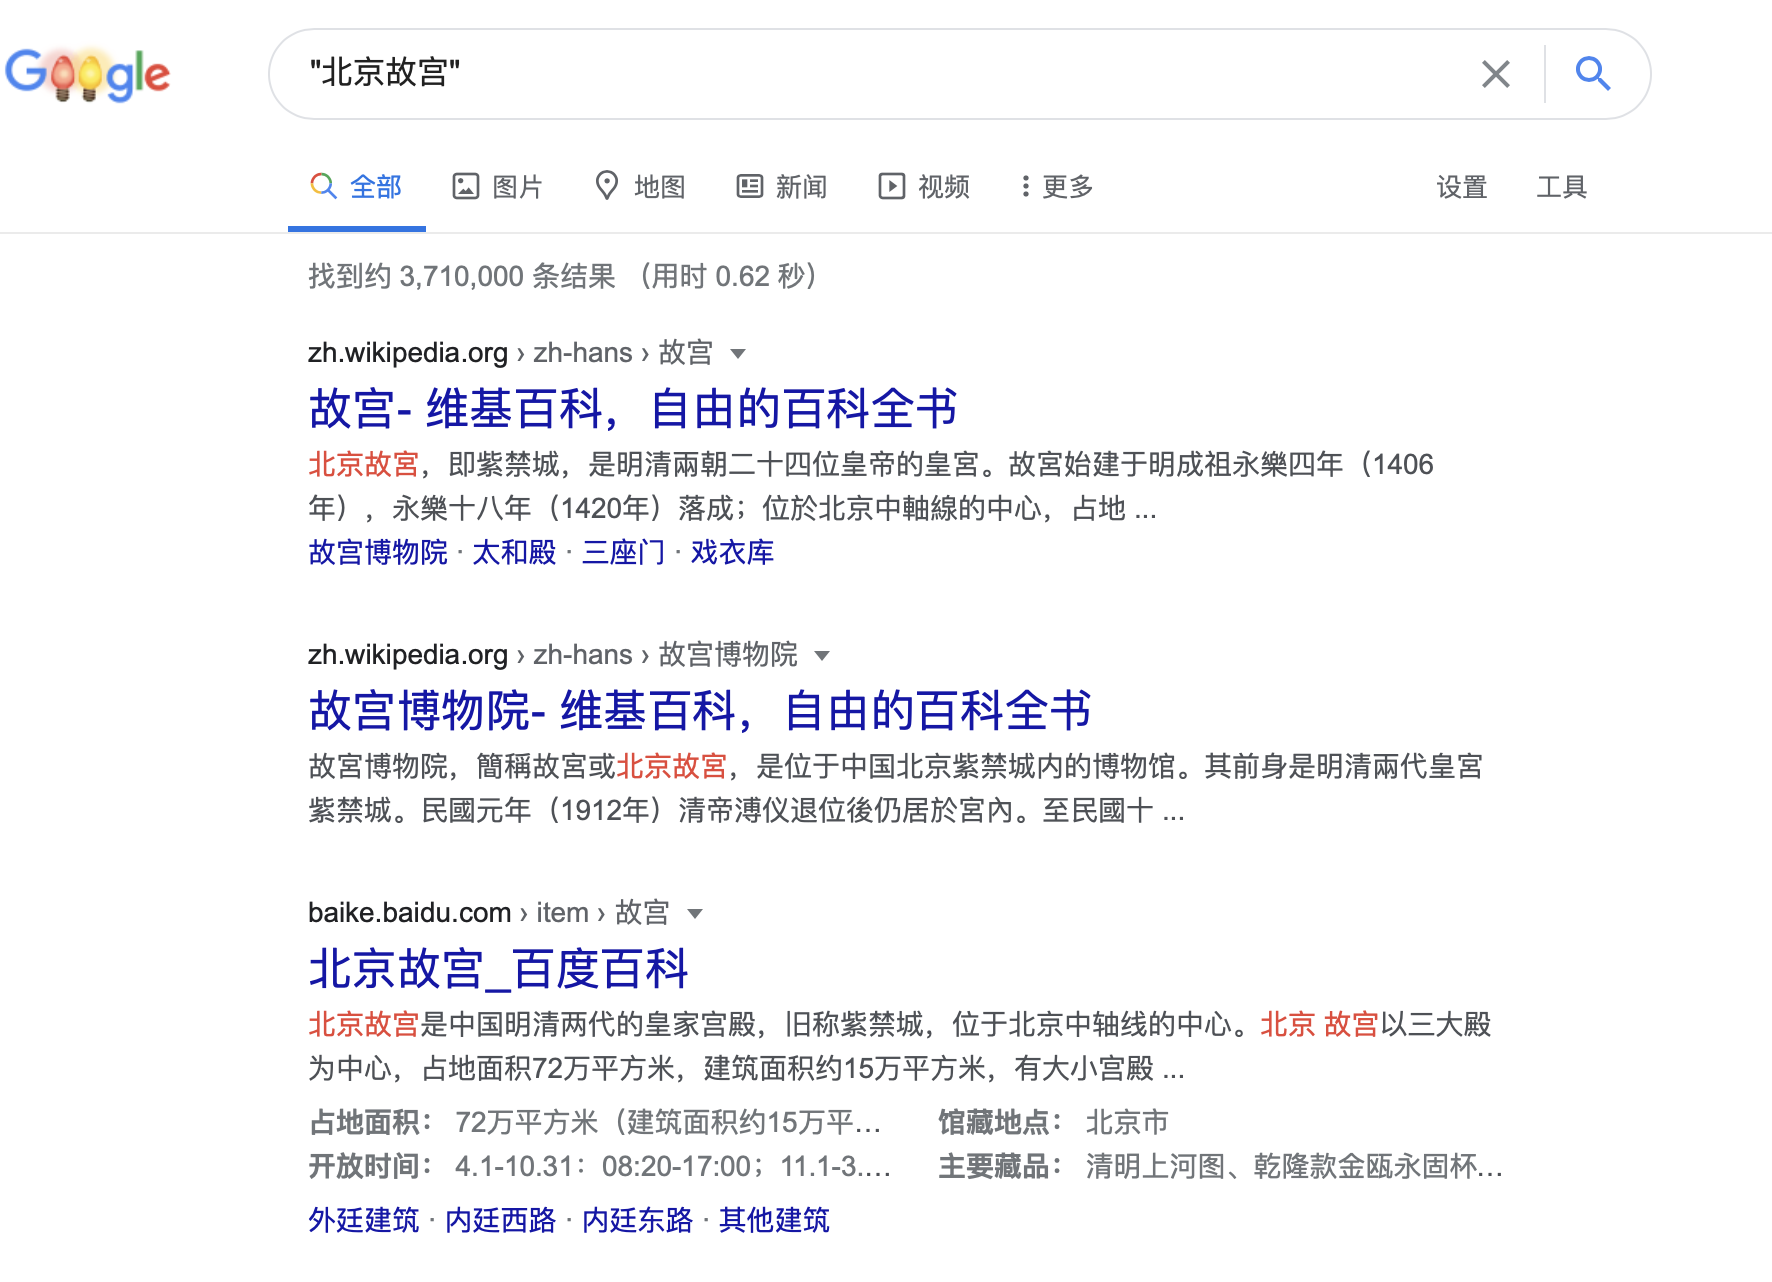 Google
"北京故宫"
全部 图片 地图 新闻 视频 更多 设置 工具
找到约 3,710,000 条结果 （用时 0.62 秒）
zh.wikipedia.org › zh-hans › 故宫
故宫- 维基百科，自由的百科全书
北京故宮，即紫禁城，是明清兩朝二十四位皇帝的皇宮。故宮始建于明成祖永樂四年（1406
年），永樂十八年（1420年）落成；位於北京中軸線的中心，占地 ...
故宫博物院 · 太和殿 · 三座门 · 戏衣库
zh.wikipedia.org › zh-hans › 故宫博物院
故宫博物院- 维基百科，自由的百科全书
故宮博物院，簡稱故宮或北京故宮，是位于中国北京紫禁城内的博物馆。其前身是明清兩代皇宮
紫禁城。民國元年（1912年）清帝溥仪退位後仍居於宮內。至民國十 ...
baike.baidu.com › item › 故宫
北京故宫_百度百科
北京故宫是中国明清两代的皇家宫殿，旧称紫禁城，位于北京中轴线的中心。北京 故宫以三大殿
为中心，占地面积72万平方米，建筑面积约15万平方米，有大小宫殿 ...
占地面积： 72万平方米（建筑面积约15万平... 馆藏地点： 北京市
开放时间： 4.1-10.31：08:20-17:00；11.1-3.... 主要藏品： 清明上河图、乾隆款金瓯永固杯...
外廷建筑 · 内廷西路 · 内廷东路 · 其他建筑